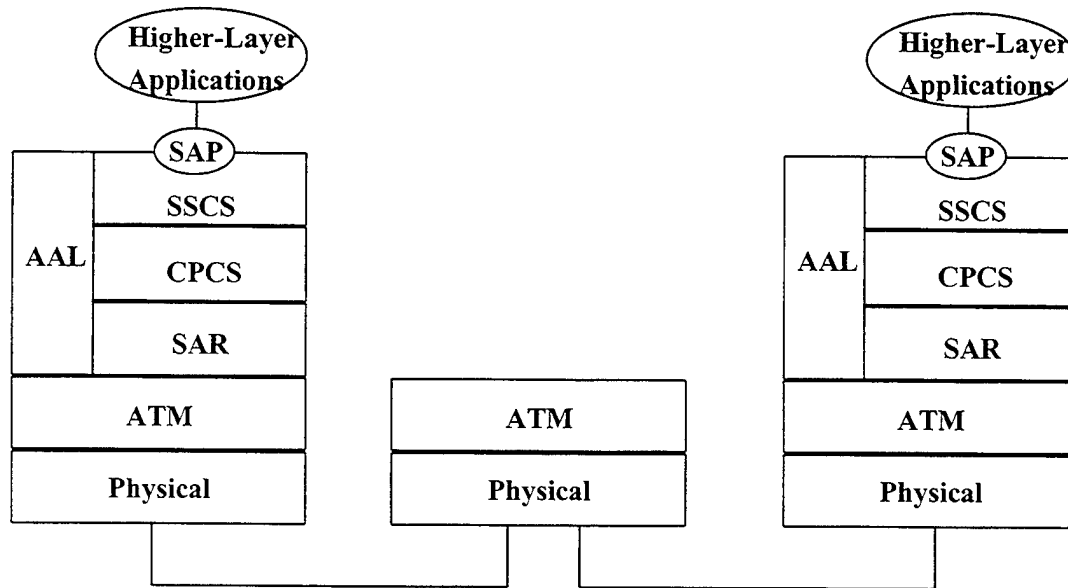 Higher-Layer
Applications
SAP
SSCS
AAL
CPCS
SAR
ATM
Physical
ATM
Physical
Higher-Layer
Applications
SAP
SSCS
AAL
CPCS
SAR
ATM
Physical